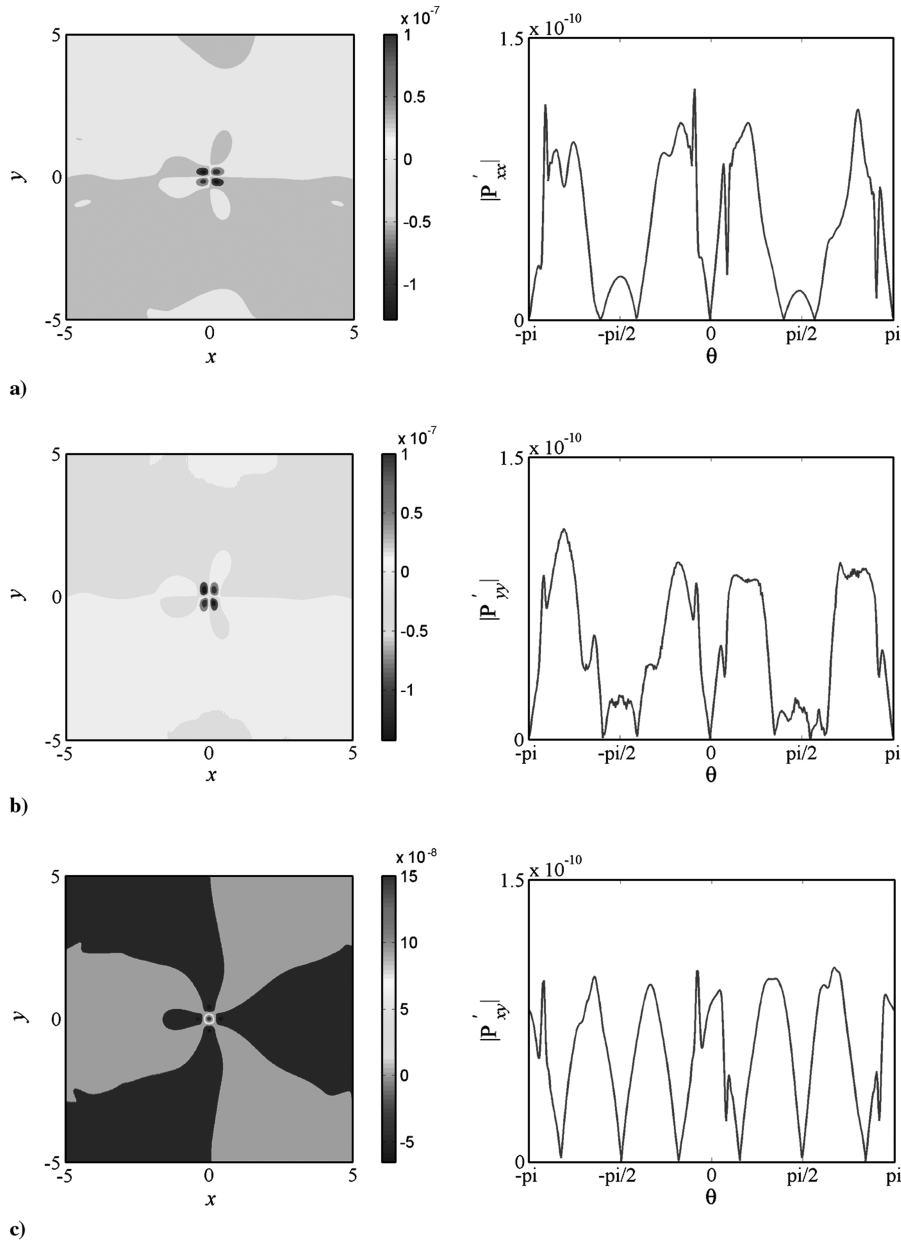 x 10^-7
5
0
-5
y
-5
0
5
x
1
0.5
0
-0.5
-1
1.5 x 10^-10
0
|P'xx|
-pi
-pi/2
0
pi/2
pi
θ
a)
x 10^-7
5
0
-5
y
-5
0
5
x
1
0.5
0
-0.5
-1
1.5 x 10^-10
0
|P'yy|
-pi
-pi/2
0
pi/2
pi
θ
b)
x 10^-8
5
0
-5
y
-5
0
5
x
15
10
5
0
-5
1.5 x 10^-10
0
|P'xy|
-pi
-pi/2
0
pi/2
pi
θ
c)